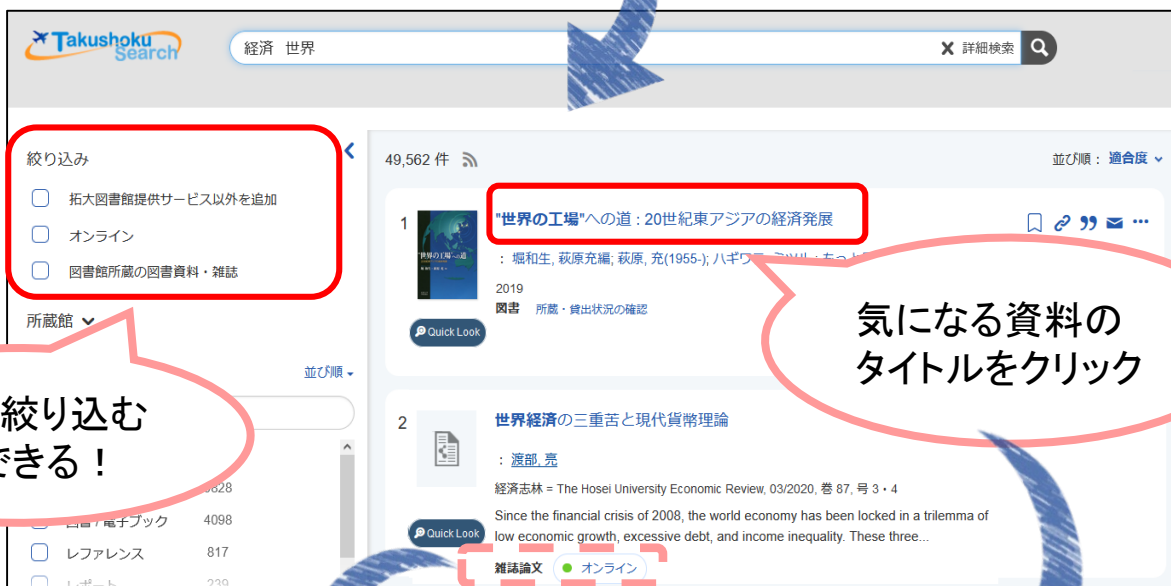 Takushoku
Search
経済 世界
✕ 詳細検索
絞り込み
拓大図書館提供サービス以外を追加
オンライン
図書館所蔵の図書資料・雑誌
所蔵館
並び順
絞り込む
できる！
828
図書 / 電子ブック 4098
レファレンス 817
レポート 239
49,562 件
並び順： 適合度
1
"世界の工場"への道 : 20世紀東アジアの経済発展
： 堀和生, 萩原充編; 萩原, 充(1955-); ハギワラ
2019
図書 所蔵・貸出状況の確認
Quick Look
気になる資料の
タイトルをクリック
2
世界経済の三重苦と現代貨幣理論
： 渡部, 亮
経済志林 = The Hosei University Economic Review, 03/2020, 巻 87, 号 3・4
Since the financial crisis of 2008, the world economy has been locked in a trilemma of
low economic growth, excessive debt, and income inequality. These three...
Quick Look
雑誌論文 オンライン